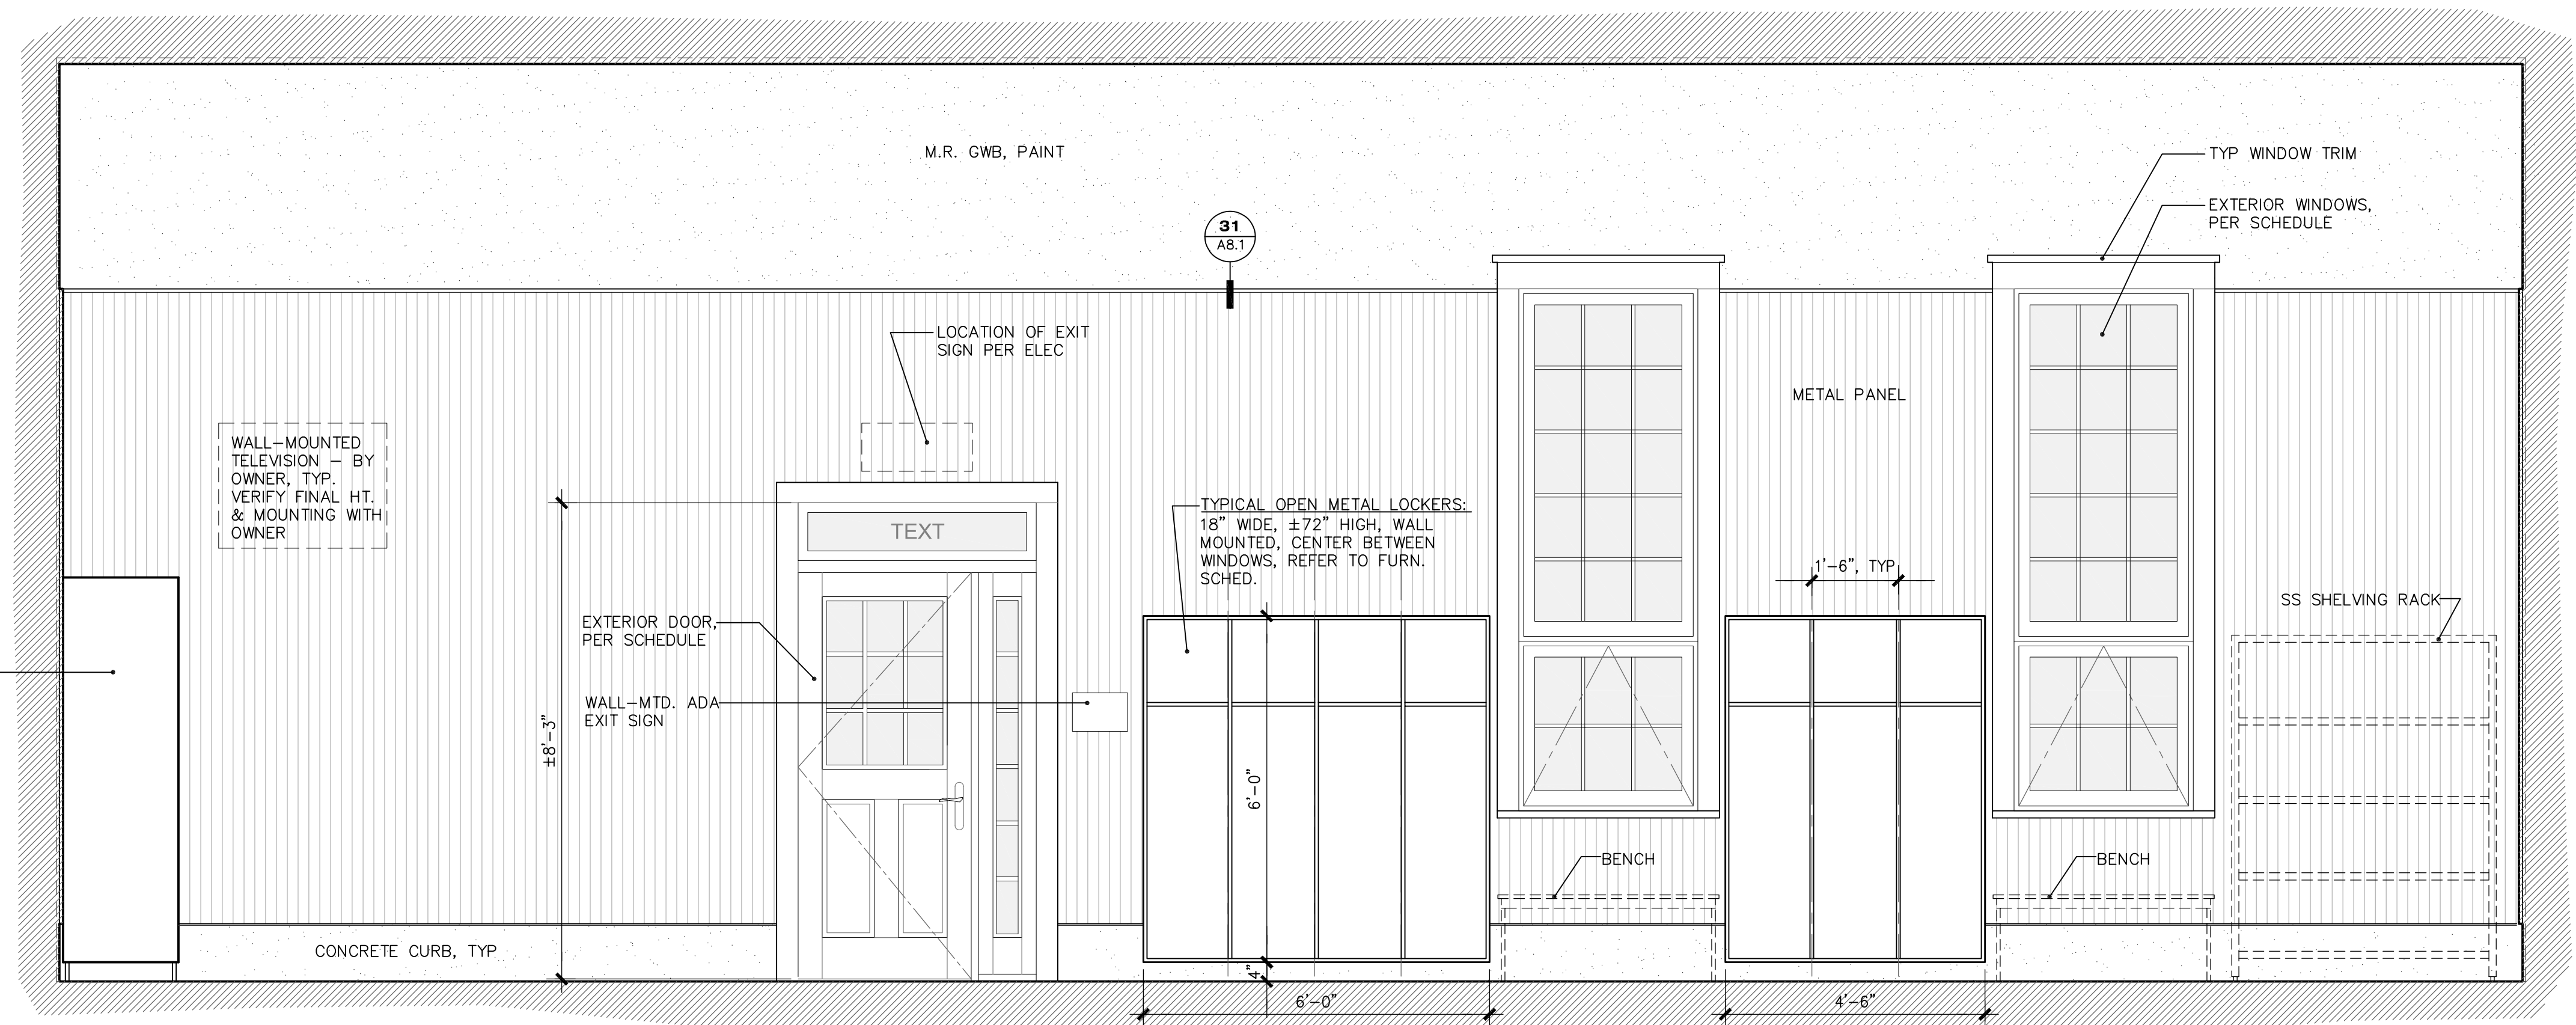 M.R. GWB, PAINT
TYP WINDOW TRIM
EXTERIOR WINDOWS,
PER SCHEDULE
31
A8.1
LOCATION OF EXIT
SIGN PER ELEC
METAL PANEL
WALL-MOUNTED
TELEVISION - BY
OWNER, TYP.
VERIFY FINAL HT.
& MOUNTING WITH
OWNER
TEXT
TYPICAL OPEN METAL LOCKERS:
18" WIDE, ±72" HIGH, WALL
MOUNTED, CENTER BETWEEN
WINDOWS, REFER TO FURN.
SCHED.
1'-6", TYP
SS SHELVING RACK
EXTERIOR DOOR,
PER SCHEDULE
WALL-MTD. ADA
EXIT SIGN
±8'-3"
6'-0"
BENCH
BENCH
CONCRETE CURB, TYP
4"
6'-0"
4'-6"